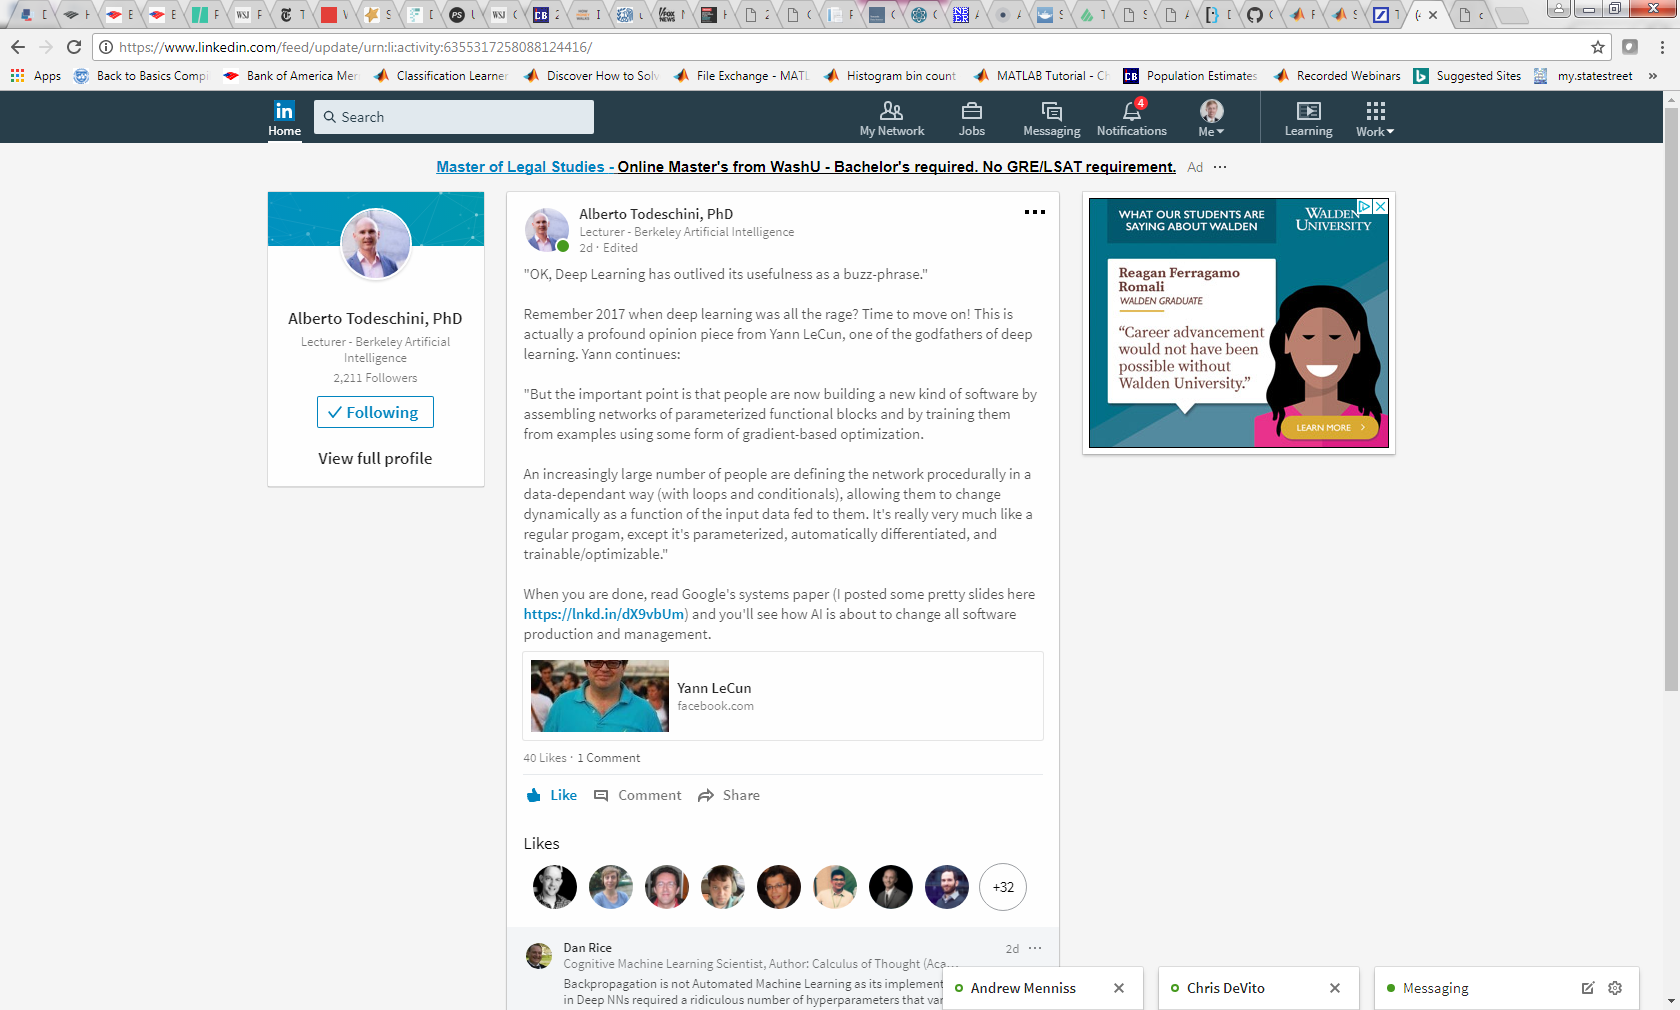 https://www.linkedin.com/feed/update/urn:li:activity:6355317258088124416/
Apps
Back to Basics Compi
Bank of America Mer
Classification Learner
Discover How to Solv
File Exchange - MATL
Histogram bin count
MATLAB Tutorial - Ch
Population Estimates
Recorded Webinars
Suggested Sites
my.statestreet
»
in
Home
Search
My Network
Jobs
Messaging
4
Notifications
Me
Learning
Work
Master of Legal Studies - Online Master's from WashU - Bachelor's required. No GRE/LSAT requirement. Ad ···
Alberto Todeschini, PhD
Lecturer - Berkeley Artificial
Intelligence
2,211 Followers
Following
View full profile
Alberto Todeschini, PhD
Lecturer - Berkeley Artificial Intelligence
2d · Edited
"OK, Deep Learning has outlived its usefulness as a buzz-phrase."
Remember 2017 when deep learning was all the rage? Time to move on! This is
actually a profound opinion piece from Yann LeCun, one of the godfathers of deep
learning. Yann continues:
"But the important point is that people are now building a new kind of software by
assembling networks of parameterized functional blocks and by training them
from examples using some form of gradient-based optimization.
An increasingly large number of people are defining the network procedurally in a
data-dependant way (with loops and conditionals), allowing them to change
dynamically as a function of the input data fed to them. It's really very much like a
regular progam, except it's parameterized, automatically differentiated, and
trainable/optimizable."
When you are done, read Google's systems paper (I posted some pretty slides here
https://lnkd.in/dX9vbUm) and you'll see how AI is about to change all software
production and management.
Yann LeCun
facebook.com
40 Likes · 1 Comment
Like
Comment
Share
Likes
+32
Dan Rice
2d ···
Cognitive Machine Learning Scientist, Author: Calculus of Thought (Aca...
Backpropagation is not Automated Machine Learning as its implement
in Deep NNs required a ridiculous number of hyperparameters that var
WHAT OUR STUDENTS ARE
SAYING ABOUT WALDEN
WALDEN
UNIVERSITY
Reagan Ferragamo
Romali
WALDEN GRADUATE
“Career advancement
would not have been
possible without
Walden University.”
LEARN MORE
Andrew Menniss
Chris DeVito
Messaging